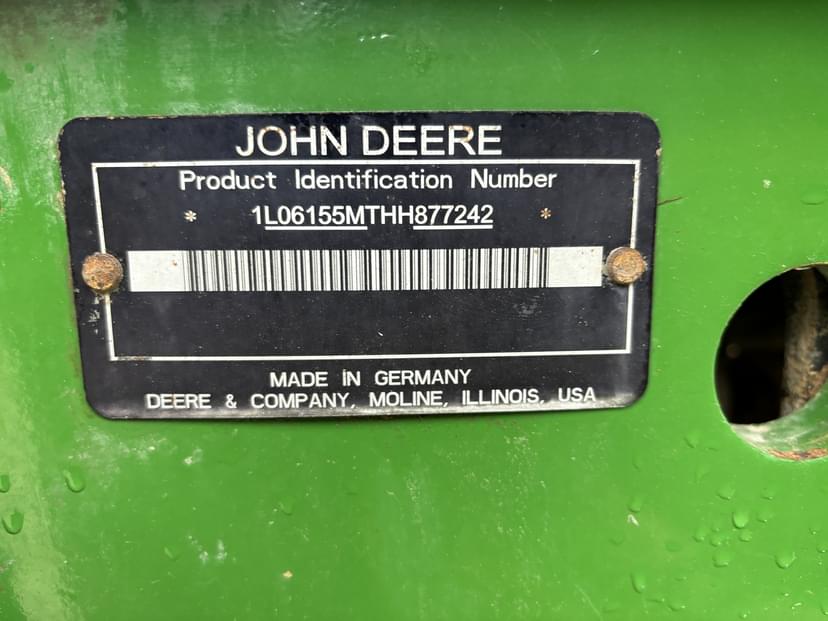 JOHN DEERE
Product Identification Number
* 1L06155MTHH877242 *
MADE IN GERMANY
DEERE & COMPANY, MOLINE, ILLINOIS, USA